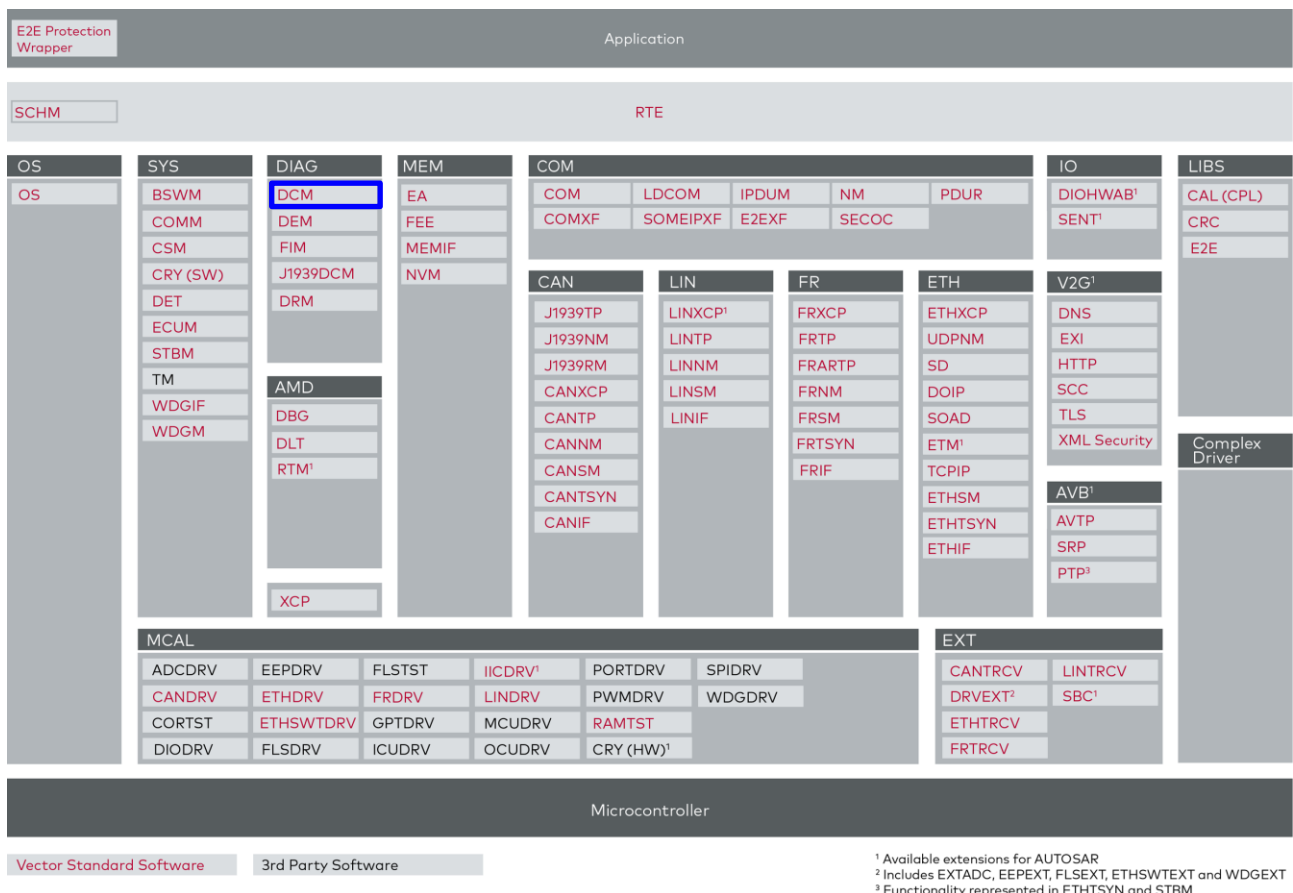 E2E Protection
Wrapper
Application
SCHM
RTE
OS
OS
SYS
BSWM
COMM
CSM
CRY (SW)
DET
ECUM
STBM
TM
WDGIF
WDGM
DIAG
DCM
DEM
FIM
J1939DCM
DRM
AMD
DBG
DLT
RTM¹
XCP
MEM
EA
FEE
MEMIF
NVM
COM
COM LDCOM IPDUM NM PDUR
COMXF SOMEIPXF E2EXF SECOC
CAN
J1939TP
J1939NM
J1939RM
CANXCP
CANTP
CANNM
CANSM
CANTSYN
CANIF
LIN
LINXCP¹
LINTP
LINNM
LINSM
LINIF
FR
FRXCP
FRTP
FRARTP
FRNM
FRSM
FRTSYN
FRIF
ETH
ETHXCP
UDPNM
SD
DOIP
SOAD
ETM¹
TCPIP
ETHSM
ETHTSYN
ETHIF
IO
DIOHWAB¹
SENT¹
V2G¹
DNS
EXI
HTTP
SCC
TLS
XML Security
AVB¹
AVTP
SRP
PTP³
LIBS
CAL (CPL)
CRC
E2E
Complex
Driver
MCAL
ADCDRV EEPDRV FLSTST IICDRV¹ PORTDRV SPIDRV
CANDRV ETHDRV FRDRV LINDRV PWMDRV WDGDRV
CORTST ETHSWTDRV GPTDRV MCUDRV RAMTST
DIODRV FLSDRV ICUDRV OCUDRV CRY (HW)¹
EXT
CANTRCV LINTRCV
DRVEXT² SBC¹
ETHTRCV
FRTRCV
Microcontroller
Vector Standard Software
3rd Party Software
¹ Available extensions for AUTOSAR
² Includes EXTADC, EEPEXT, FLSEXT, ETHSWTEXT and WDGEXT
³ Functionality represented in ETHTSYN and STBM